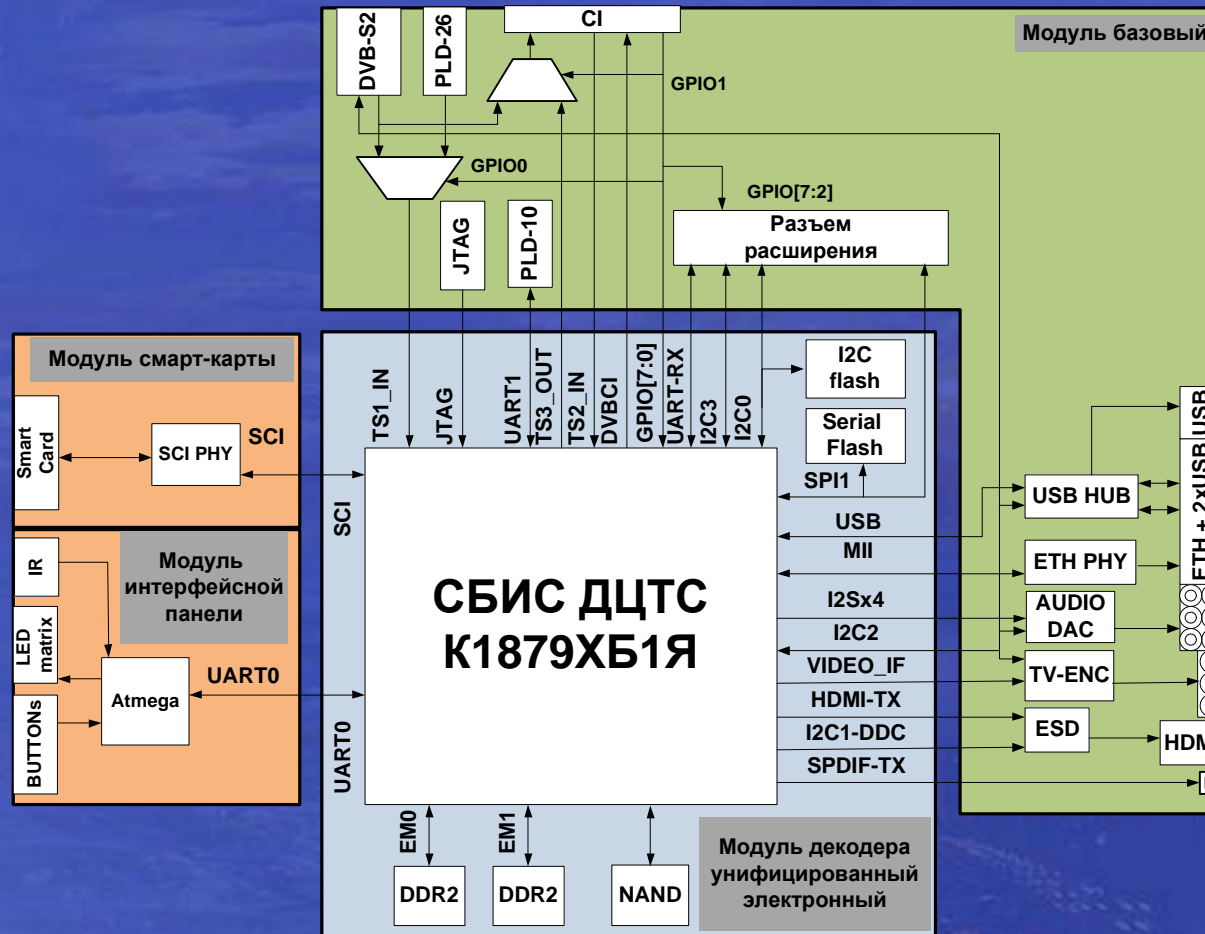 DVB-S2
PLD-26
CI
Модуль базовый
GPIO1
GPIO0
GPIO[7:2]
JTAG
PLD-10
Разъем
расширения
Модуль смарт-карты
Smart
Card
SCI PHY
SCI
SCI
TS1_IN
JTAG
UART1
TS3_OUT
TS2_IN
DVBCI
GPIO[7:0]
UART-RX
I2C3
I2C0
I2C
flash
Serial
Flash
SPI1
USB
MII
I2Sx4
I2C2
VIDEO_IF
HDMI-TX
I2C1-DDC
SPDIF-TX
USB HUB
ETH PHY
AUDIO
DAC
TV-ENC
ESD
USB
ETH + 2xUSB
HDM
Модуль
интерфейсной
панели
IR
LED
matrix
BUTTONs
Atmega
UART0
UART0
СБИС ДЦТС
К1879ХБ1Я
EM0
EM1
DDR2
DDR2
NAND
Модуль декодера
унифицированный
электронный